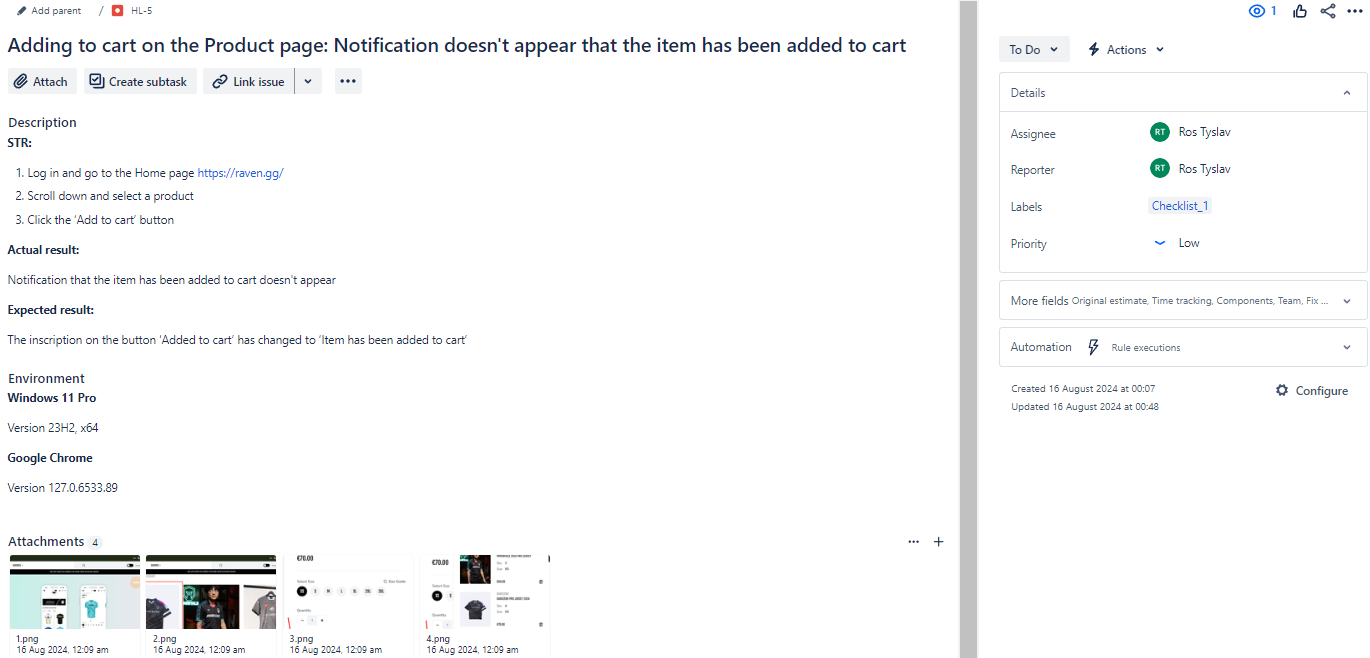 Add parent / HL-5
Adding to cart on the Product page: Notification doesn't appear that the item has been added to cart
Attach Create subtask Link issue
Description
STR:
1. Log in and go to the Home page https://raven.gg/
2. Scroll down and select a product
3. Click the 'Add to cart' button
Actual result:
Notification that the item has been added to cart doesn't appear
Expected result:
The inscription on the button 'Added to cart' has changed to 'Item has been added to cart'
Environment
Windows 11 Pro
Version 23H2, x64
Google Chrome
Version 127.0.6533.89
Attachments 4
€70.00
Select Size
Size Guide
Quantity
€70.00
Select Size
Quantity
1.png
16 Aug 2024, 12:09 am
2.png
16 Aug 2024, 12:09 am
3.png
16 Aug 2024, 12:09 am
4.png
16 Aug 2024, 12:09 am
1
To Do Actions
Details
Assignee RT Ros Tyslav
Reporter RT Ros Tyslav
Labels Checklist_1
Priority Low
More fields Original estimate, Time tracking, Components, Team, Fix ...
Automation Rule executions
Created 16 August 2024 at 00:07
Updated 16 August 2024 at 00:48
Configure